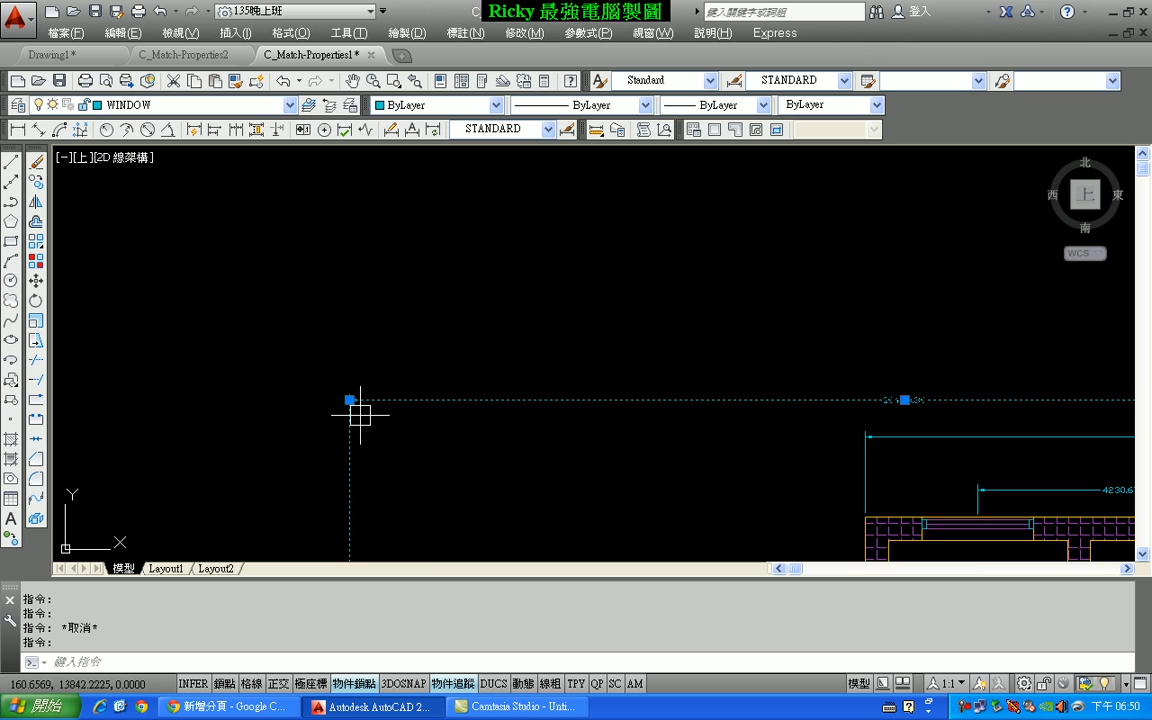 135晚上班
Ricky 最強電腦製圖
鍵入關鍵字或詞組
登入
檔案(F) 編輯(E) 檢視(V) 插入(I) 格式(O) 工具(T) 繪製(D) 標註(N) 修改(M) 參數式(P) 視窗(W) 說明(H) Express
Drawing1* C_Match-Properties2 C_Match-Properties1*
Standard STANDARD
WINDOW ByLayer ByLayer ByLayer ByLayer
STANDARD
[−][上][2D 線架構]
北
西 上 東
南
WCS
4230.6
Y
X
模型 Layout1 Layout2
指令:
指令:
指令: *取消*
指令:
鍵入指令
160.6569, 13842.2225, 0.0000 INFER 鎖點 格線 正交 極座標 物件鎖點 3DOSNAP 物件追蹤 DUCS 動態 線粗 TPY QP SC AM 模型 1:1
開始 新增分頁 - Google C... Autodesk AutoCAD 2... Camtasia Studio - Unti... 下午 06:50